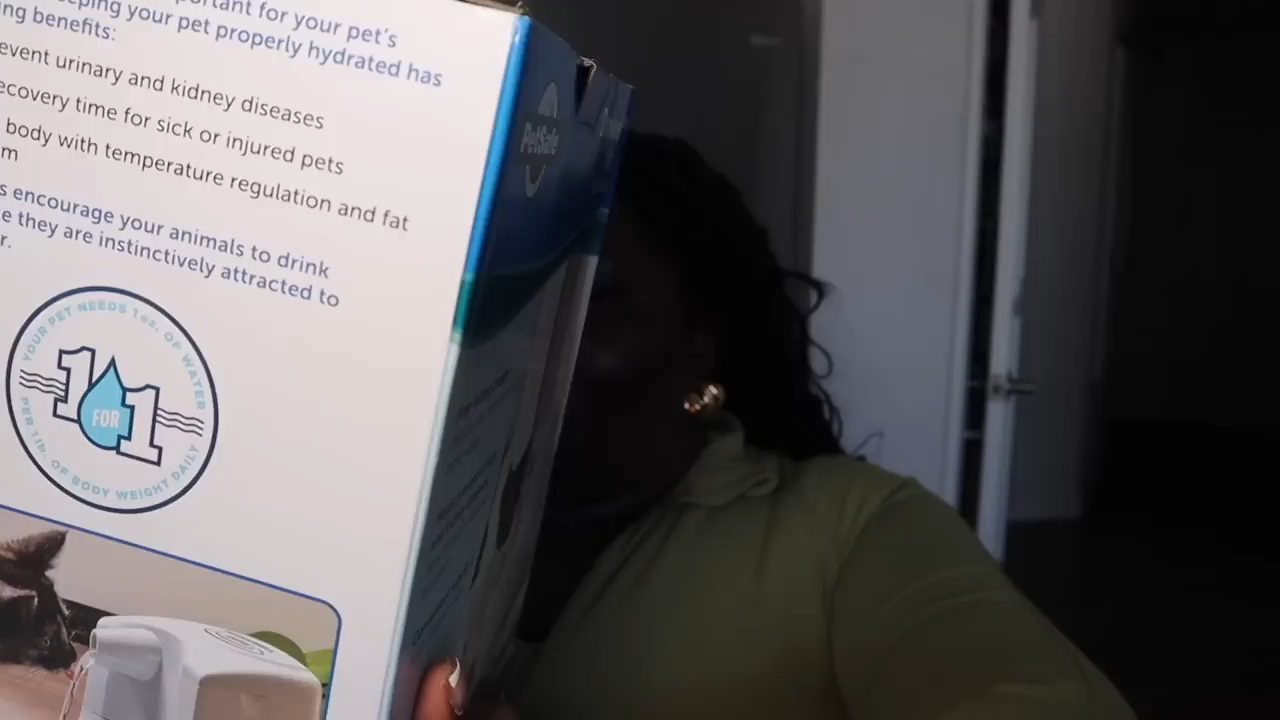 ortant for your pet's
eping your pet properly hydrated has
ng benefits:
event urinary and kidney diseases
ecovery time for sick or injured pets
body with temperature regulation and fat
m
s encourage your animals to drink
e they are instinctively attracted to
r.
YOUR PET NEEDS 1oz. OF WATER
1 FOR 1
PER 1lb. OF BODY WEIGHT DAILY
PetSafe